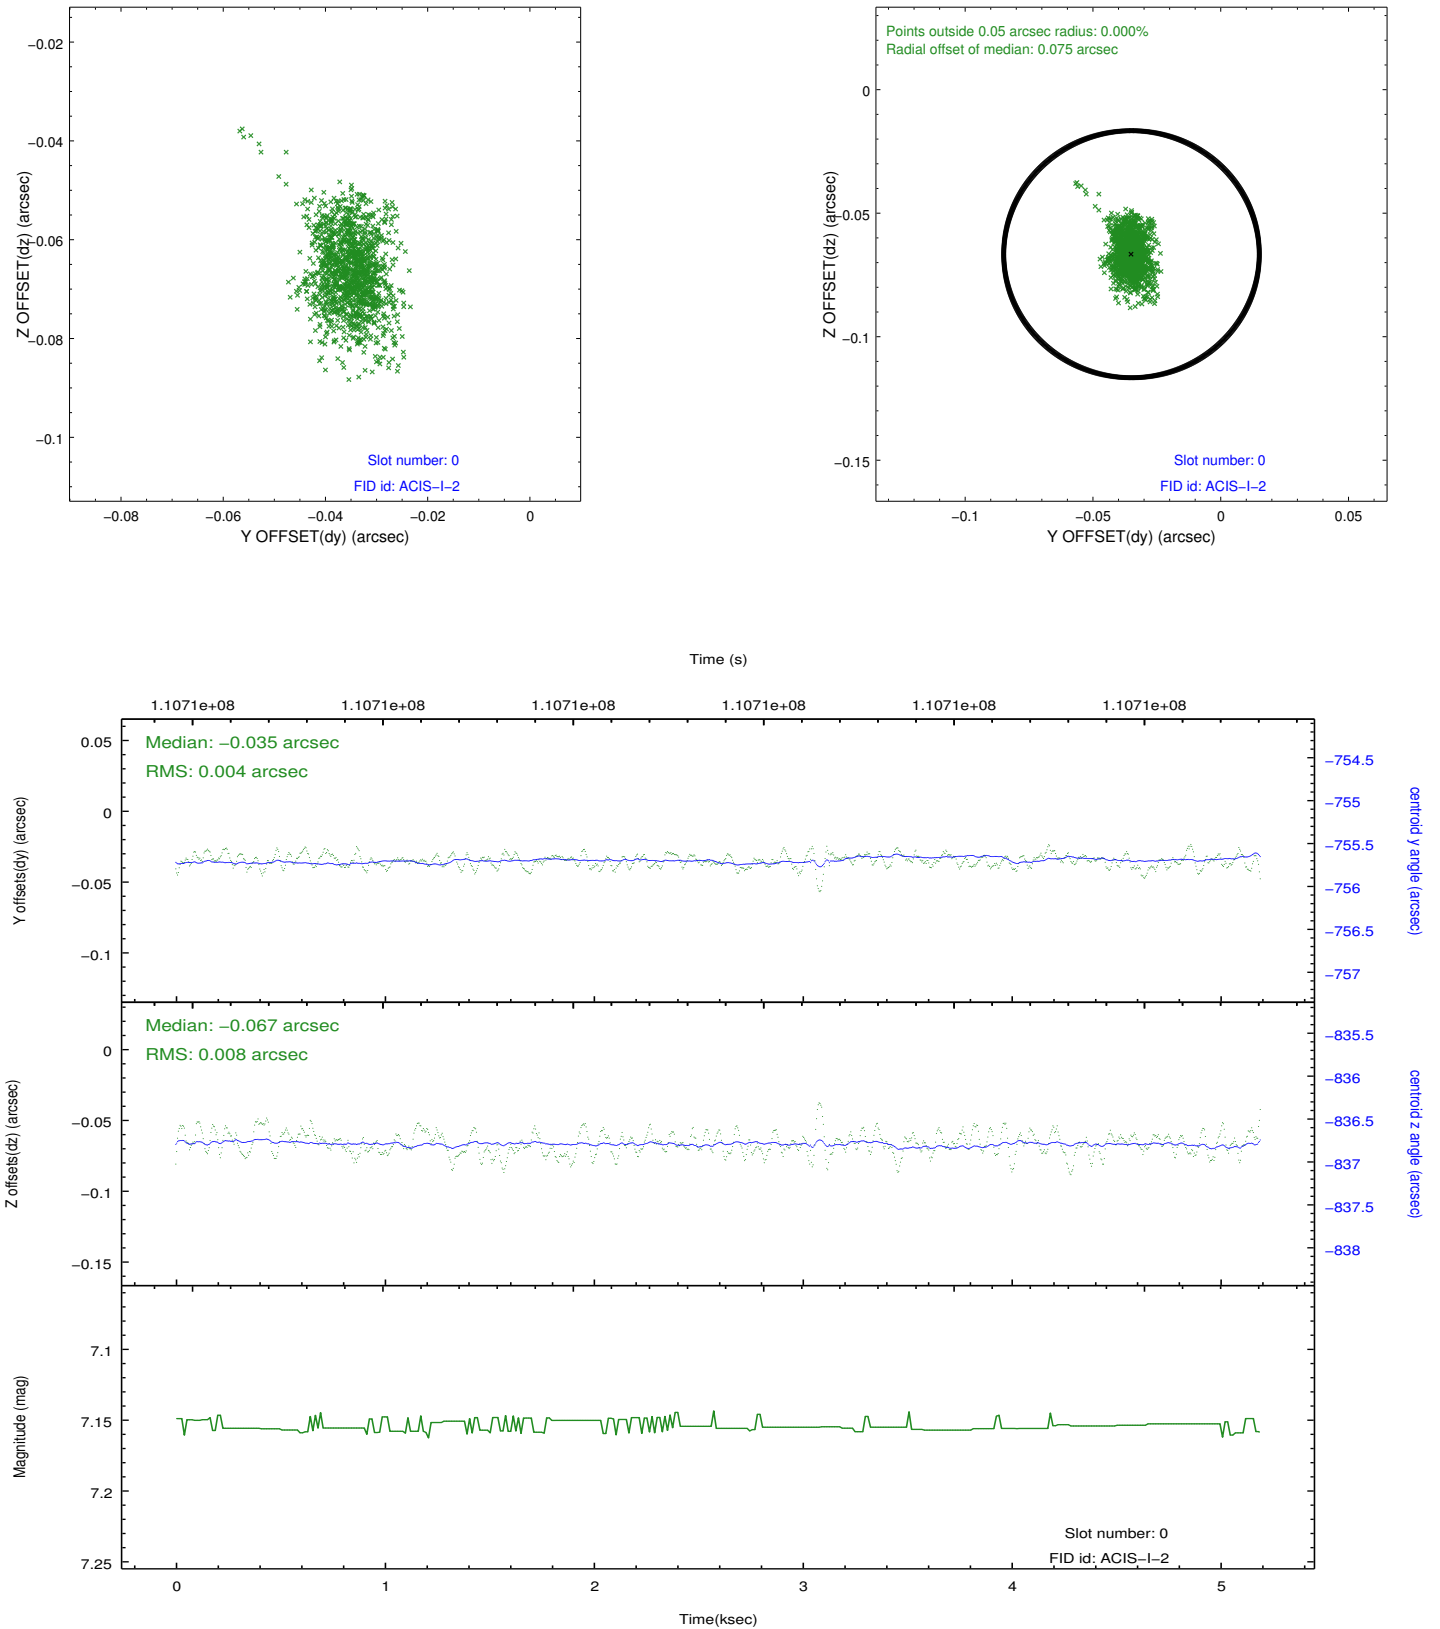 −0.02
−0.04
−0.06
−0.08
−0.1
Z OFFSET(dz) (arcsec)
Slot number: 0
FID id: ACIS−I−2
−0.08 −0.06 −0.04 −0.02 0
Y OFFSET(dy) (arcsec)
Points outside 0.05 arcsec radius: 0.000%
Radial offset of median: 0.075 arcsec
0
−0.05
−0.1
−0.15
Z OFFSET(dz) (arcsec)
Slot number: 0
FID id: ACIS−I−2
−0.1 −0.05 0 0.05
Y OFFSET(dy) (arcsec)
Time (s)
1.1071e+08 1.1071e+08 1.1071e+08 1.1071e+08 1.1071e+08 1.1071e+08
Median: −0.035 arcsec
RMS: 0.004 arcsec
0.05
0
−0.05
−0.1
Y offsets(dy) (arcsec)
−754.5
−755
−755.5
−756
−756.5
−757
centroid y angle (arcsec)
Median: −0.067 arcsec
RMS: 0.008 arcsec
0
−0.05
−0.1
−0.15
Z offsets(dz) (arcsec)
−835.5
−836
−836.5
−837
−837.5
−838
centroid z angle (arcsec)
7.1
7.15
7.2
7.25
Magnitude (mag)
Slot number: 0
FID id: ACIS−I−2
0 1 2 3 4 5
Time(ksec)